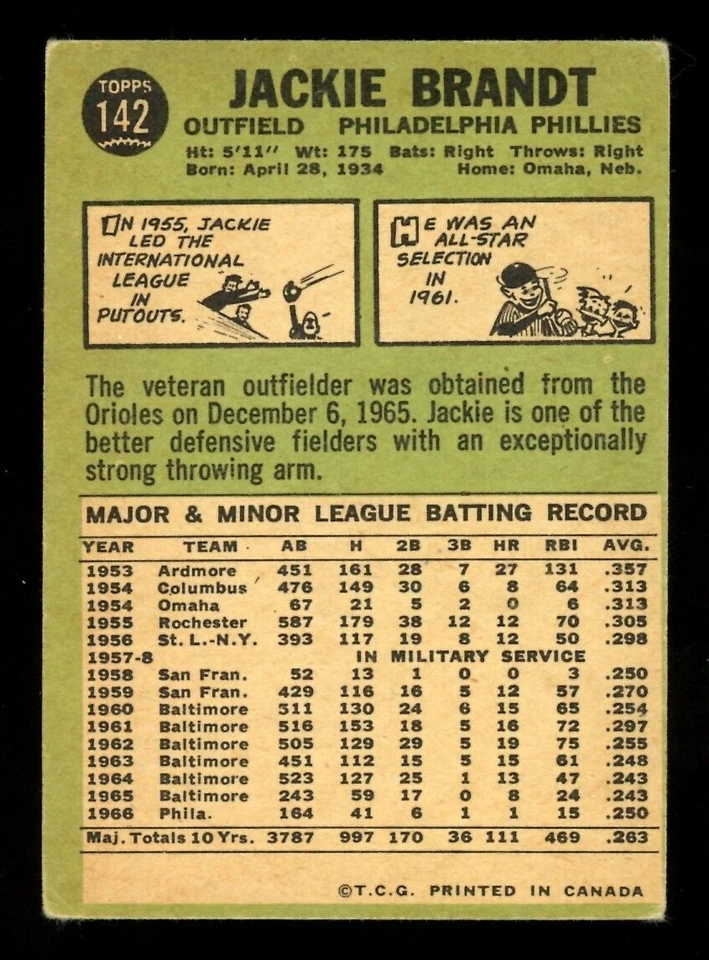 TOPPS
142
JACKIE BRANDT
OUTFIELD PHILADELPHIA PHILLIES
Ht: 5'11" Wt: 175 Bats: Right Throws: Right
Born: April 28, 1934 Home: Omaha, Neb.
IN 1955, JACKIE
LED THE
INTERNATIONAL
LEAGUE
IN
PUTOUTS.
HE WAS AN
ALL-STAR
SELECTION
IN
1961.
The veteran outfielder was obtained from the
Orioles on December 6, 1965. Jackie is one of the
better defensive fielders with an exceptionally
strong throwing arm.
MAJOR & MINOR LEAGUE BATTING RECORD
YEAR TEAM AB H 2B 3B HR RBI AVG.
1953 Ardmore 451 161 28 7 27 131 .357
1954 Columbus 476 149 30 6 8 64 .313
1954 Omaha 67 21 5 2 0 6 .313
1955 Rochester 587 179 38 12 12 70 .305
1956 St. L.-N.Y. 393 117 19 8 12 50 .298
1957-8 IN MILITARY SERVICE
1958 San Fran. 52 13 1 0 0 3 .250
1959 San Fran. 429 116 16 5 12 57 .270
1960 Baltimore 511 130 24 6 15 65 .254
1961 Baltimore 516 153 18 5 16 72 .297
1962 Baltimore 505 129 29 5 19 75 .255
1963 Baltimore 451 112 15 5 15 61 .248
1964 Baltimore 523 127 25 1 13 47 .243
1965 Baltimore 243 59 17 0 8 24 .243
1966 Phila. 164 41 6 1 1 15 .250
Maj. Totals 10 Yrs. 3787 997 170 36 111 469 .263
©T.C.G. PRINTED IN CANADA